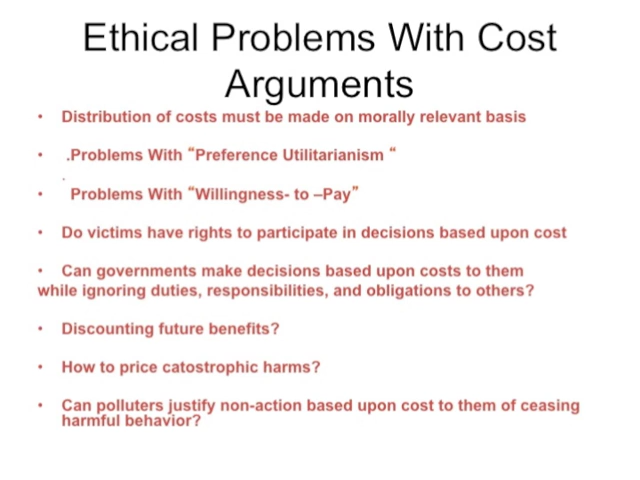 Ethical Problems With Cost
Arguments
• Distribution of costs must be made on morally relevant basis
• .Problems With “Preference Utilitarianism “
.
• Problems With “Willingness- to –Pay”
• Do victims have rights to participate in decisions based upon cost
• Can governments make decisions based upon costs to them
while ignoring duties, responsibilities, and obligations to others?
• Discounting future benefits?
• How to price catostrophic harms?
• Can polluters justify non-action based upon cost to them of ceasing
harmful behavior?